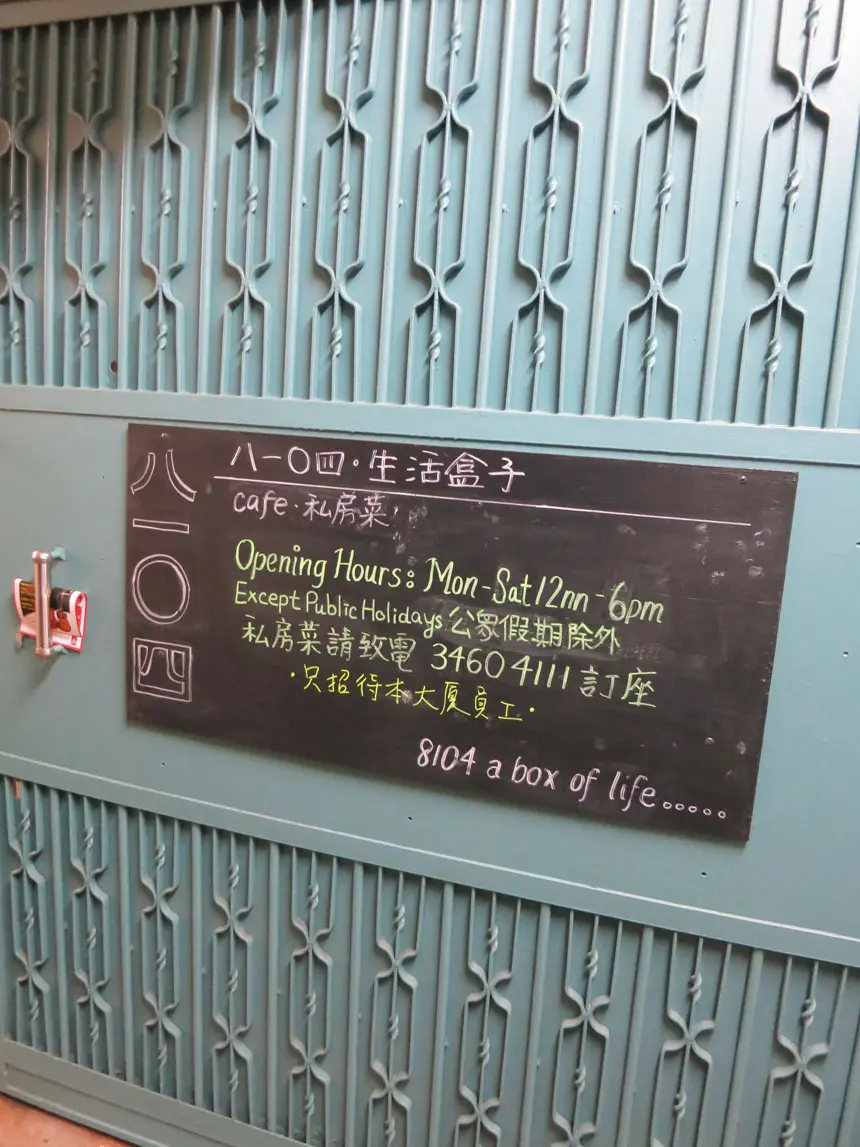 八一〇四
八一〇四·生活盒子
cafe·私房菜
Opening Hours: Mon-Sat 12nn-6pm
Except Public Holidays 公眾假期除外
私房菜請致電 3460 4111 訂座
·只招待本大厦員工·
8104 a box of life.....